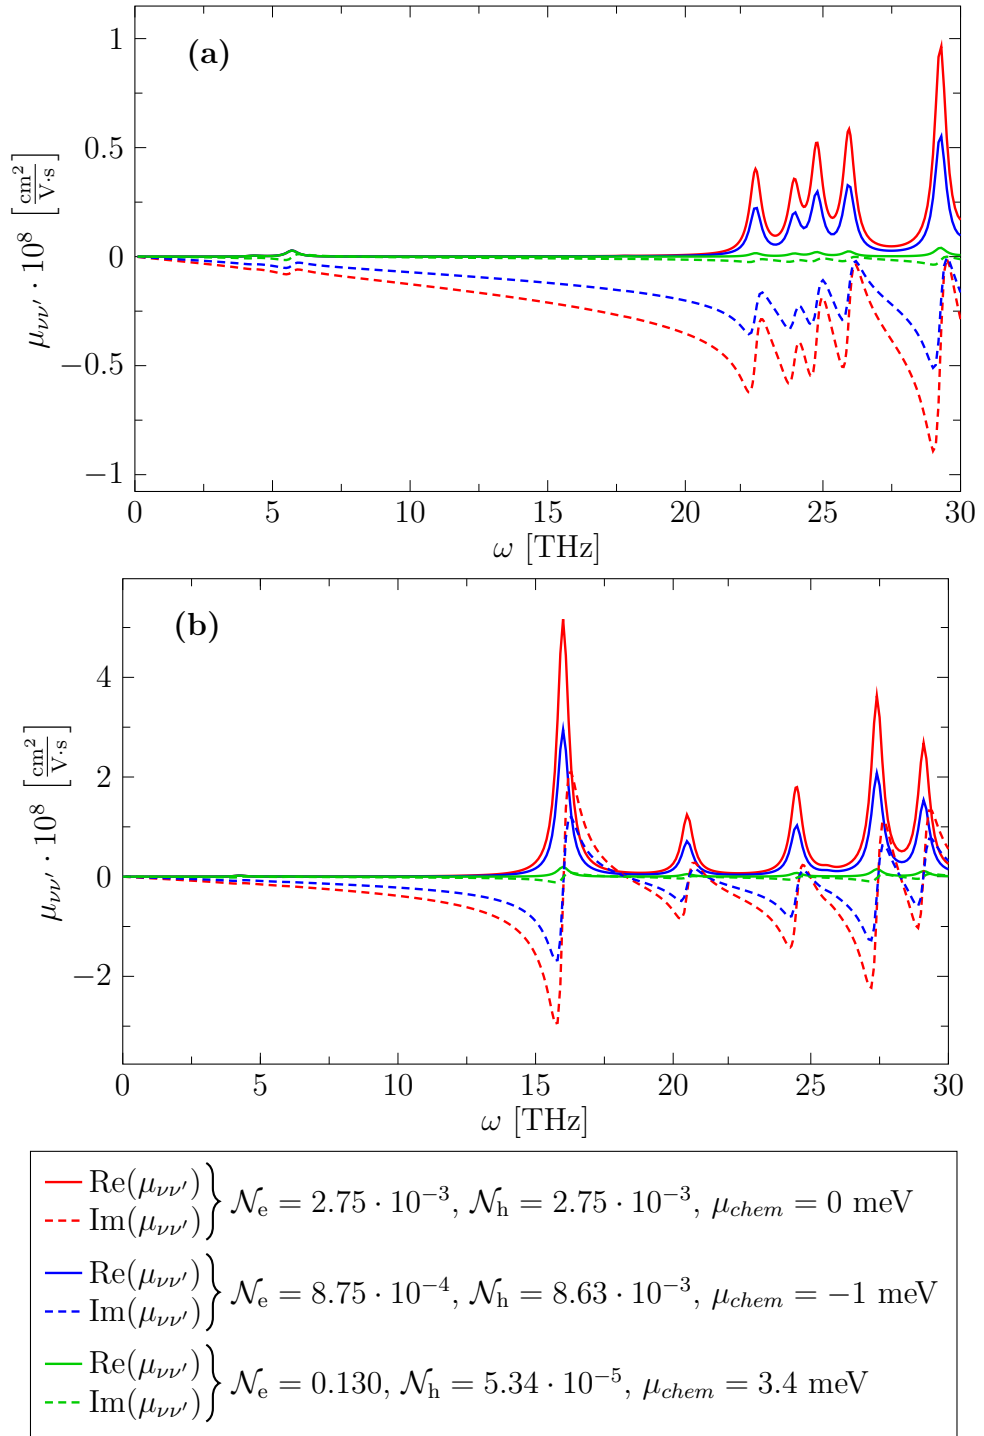 (a)
1
0.5
0
−0.5
−1
μνν′ · 10⁸ [cm²/V·s]
0 5 10 15 20 25 30
ω [THz]
(b)
4
2
0
−2
μνν′ · 10⁸ [cm²/V·s]
0 5 10 15 20 25 30
ω [THz]
Re(μνν′)
Im(μνν′)
} 𝒩e = 2.75 · 10⁻³, 𝒩h = 2.75 · 10⁻³, μchem = 0 meV
Re(μνν′)
Im(μνν′)
} 𝒩e = 8.75 · 10⁻⁴, 𝒩h = 8.63 · 10⁻³, μchem = −1 meV
Re(μνν′)
Im(μνν′)
} 𝒩e = 0.130, 𝒩h = 5.34 · 10⁻⁵, μchem = 3.4 meV